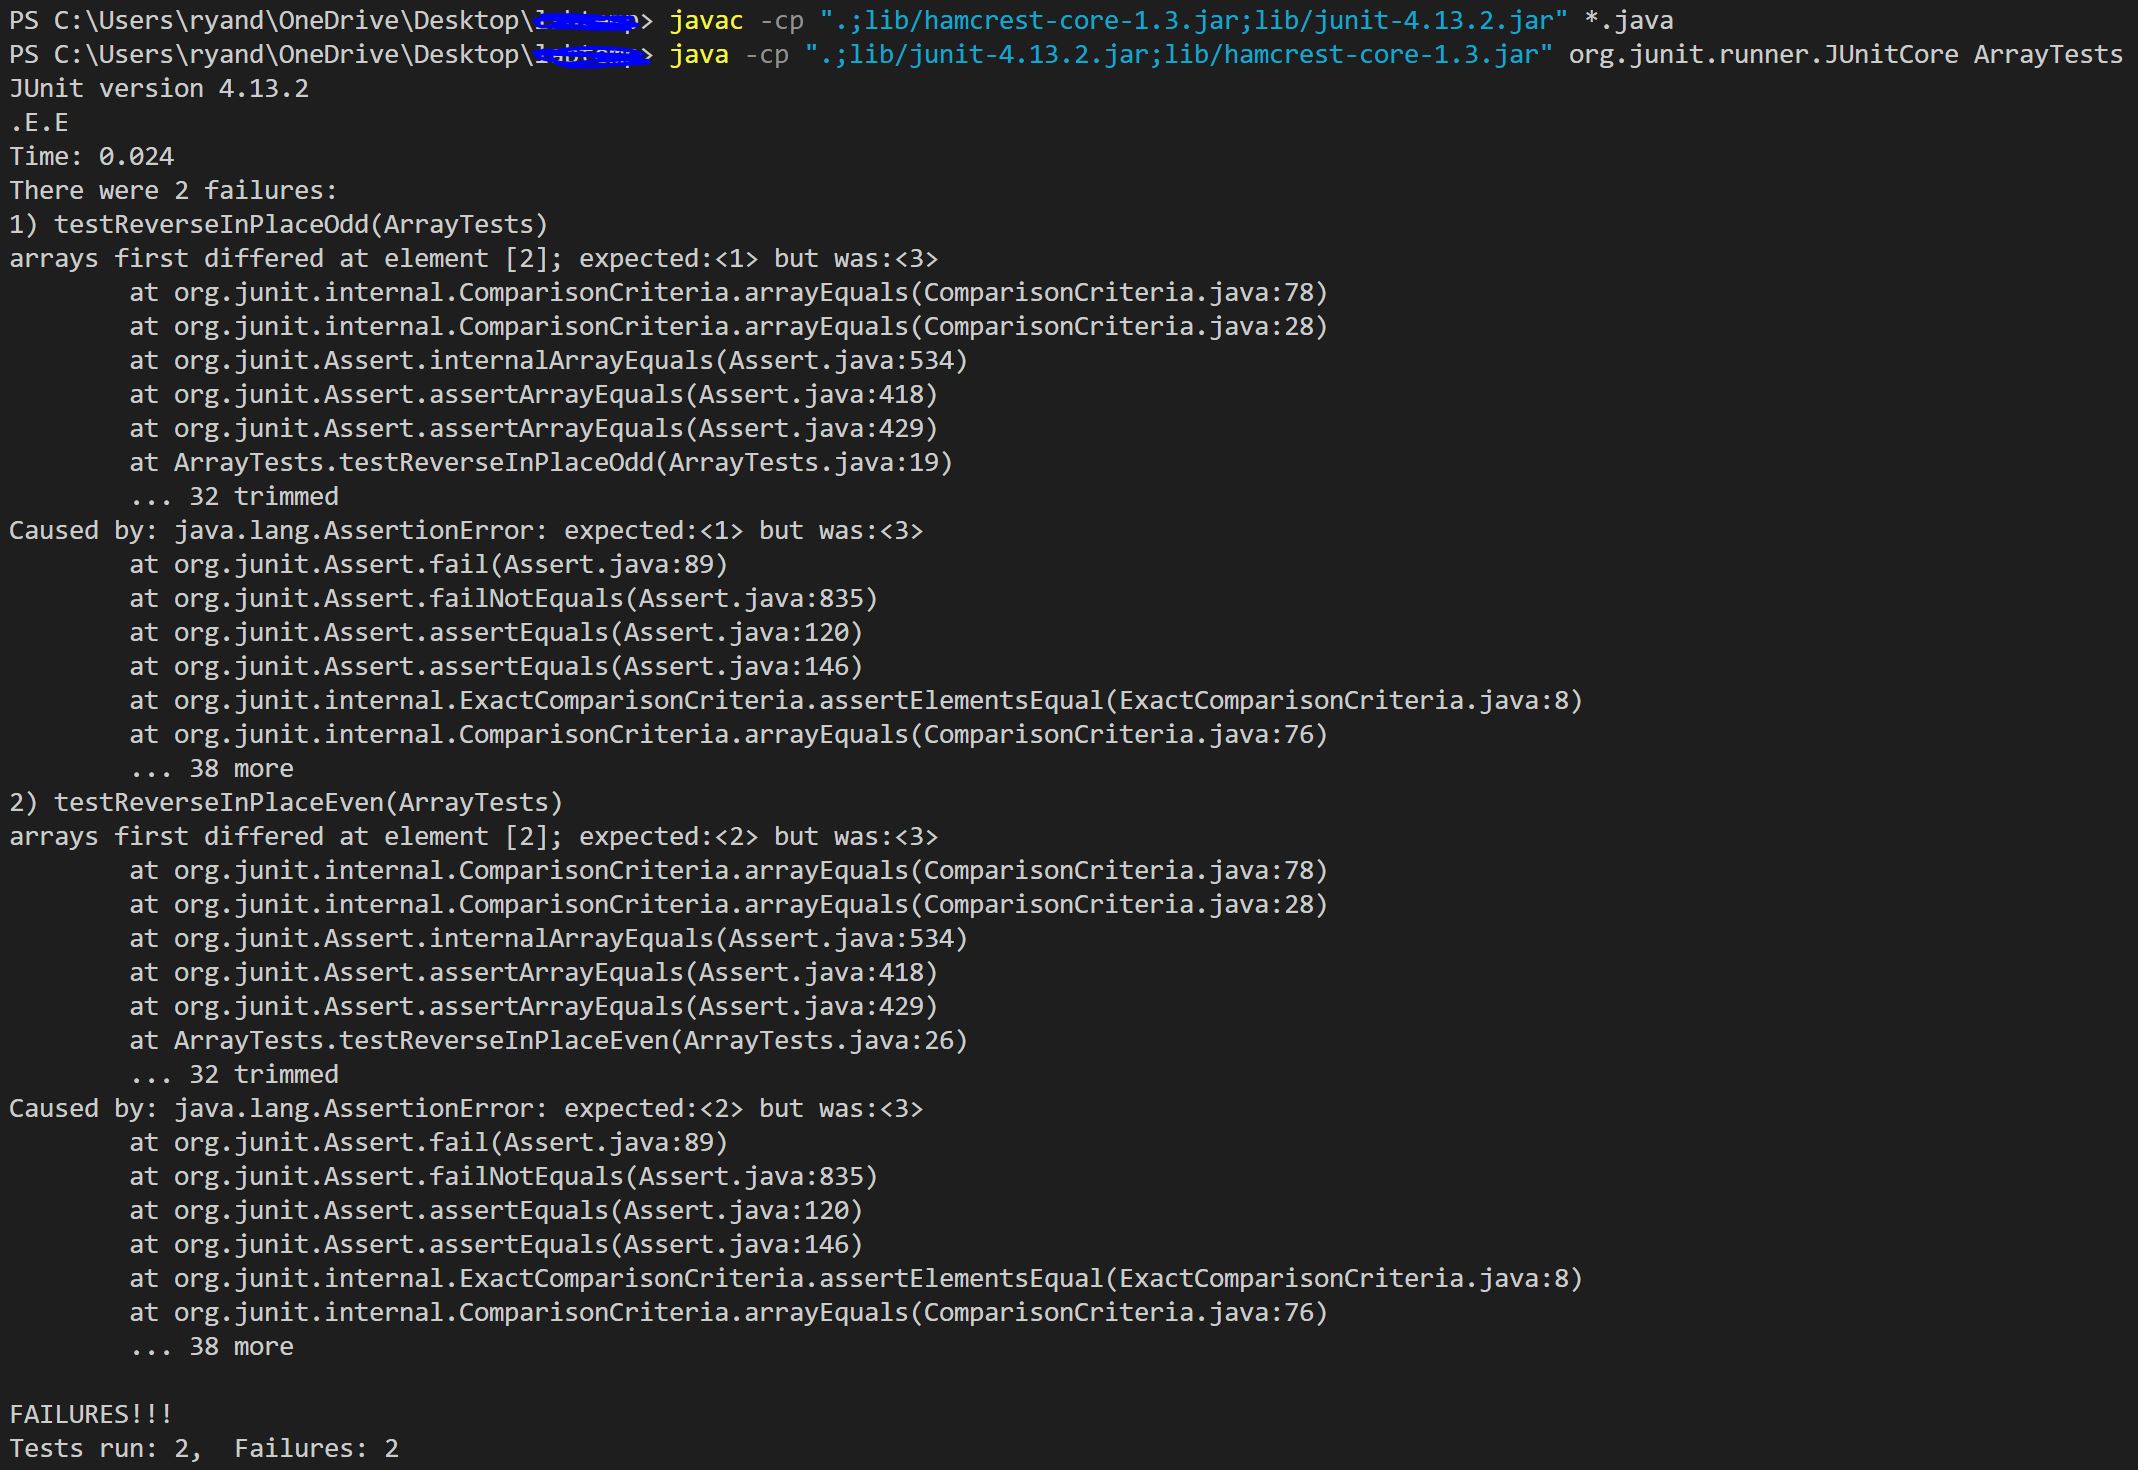 PS C:\Users\ryand\OneDrive\Desktop\> javac -cp ".;lib/hamcrest-core-1.3.jar;lib/junit-4.13.2.jar" *.java
PS C:\Users\ryand\OneDrive\Desktop\> java -cp ".;lib/junit-4.13.2.jar;lib/hamcrest-core-1.3.jar" org.junit.runner.JUnitCore ArrayTests
JUnit version 4.13.2
.E.E
Time: 0.024
There were 2 failures:
1) testReverseInPlaceOdd(ArrayTests)
arrays first differed at element [2]; expected:<1> but was:<3>
        at org.junit.internal.ComparisonCriteria.arrayEquals(ComparisonCriteria.java:78)
        at org.junit.internal.ComparisonCriteria.arrayEquals(ComparisonCriteria.java:28)
        at org.junit.Assert.internalArrayEquals(Assert.java:534)
        at org.junit.Assert.assertArrayEquals(Assert.java:418)
        at org.junit.Assert.assertArrayEquals(Assert.java:429)
        at ArrayTests.testReverseInPlaceOdd(ArrayTests.java:19)
        ... 32 trimmed
Caused by: java.lang.AssertionError: expected:<1> but was:<3>
        at org.junit.Assert.fail(Assert.java:89)
        at org.junit.Assert.failNotEquals(Assert.java:835)
        at org.junit.Assert.assertEquals(Assert.java:120)
        at org.junit.Assert.assertEquals(Assert.java:146)
        at org.junit.internal.ExactComparisonCriteria.assertElementsEqual(ExactComparisonCriteria.java:8)
        at org.junit.internal.ComparisonCriteria.arrayEquals(ComparisonCriteria.java:76)
        ... 38 more
2) testReverseInPlaceEven(ArrayTests)
arrays first differed at element [2]; expected:<2> but was:<3>
        at org.junit.internal.ComparisonCriteria.arrayEquals(ComparisonCriteria.java:78)
        at org.junit.internal.ComparisonCriteria.arrayEquals(ComparisonCriteria.java:28)
        at org.junit.Assert.internalArrayEquals(Assert.java:534)
        at org.junit.Assert.assertArrayEquals(Assert.java:418)
        at org.junit.Assert.assertArrayEquals(Assert.java:429)
        at ArrayTests.testReverseInPlaceEven(ArrayTests.java:26)
        ... 32 trimmed
Caused by: java.lang.AssertionError: expected:<2> but was:<3>
        at org.junit.Assert.fail(Assert.java:89)
        at org.junit.Assert.failNotEquals(Assert.java:835)
        at org.junit.Assert.assertEquals(Assert.java:120)
        at org.junit.Assert.assertEquals(Assert.java:146)
        at org.junit.internal.ExactComparisonCriteria.assertElementsEqual(ExactComparisonCriteria.java:8)
        at org.junit.internal.ComparisonCriteria.arrayEquals(ComparisonCriteria.java:76)
        ... 38 more

FAILURES!!!
Tests run: 2,  Failures: 2